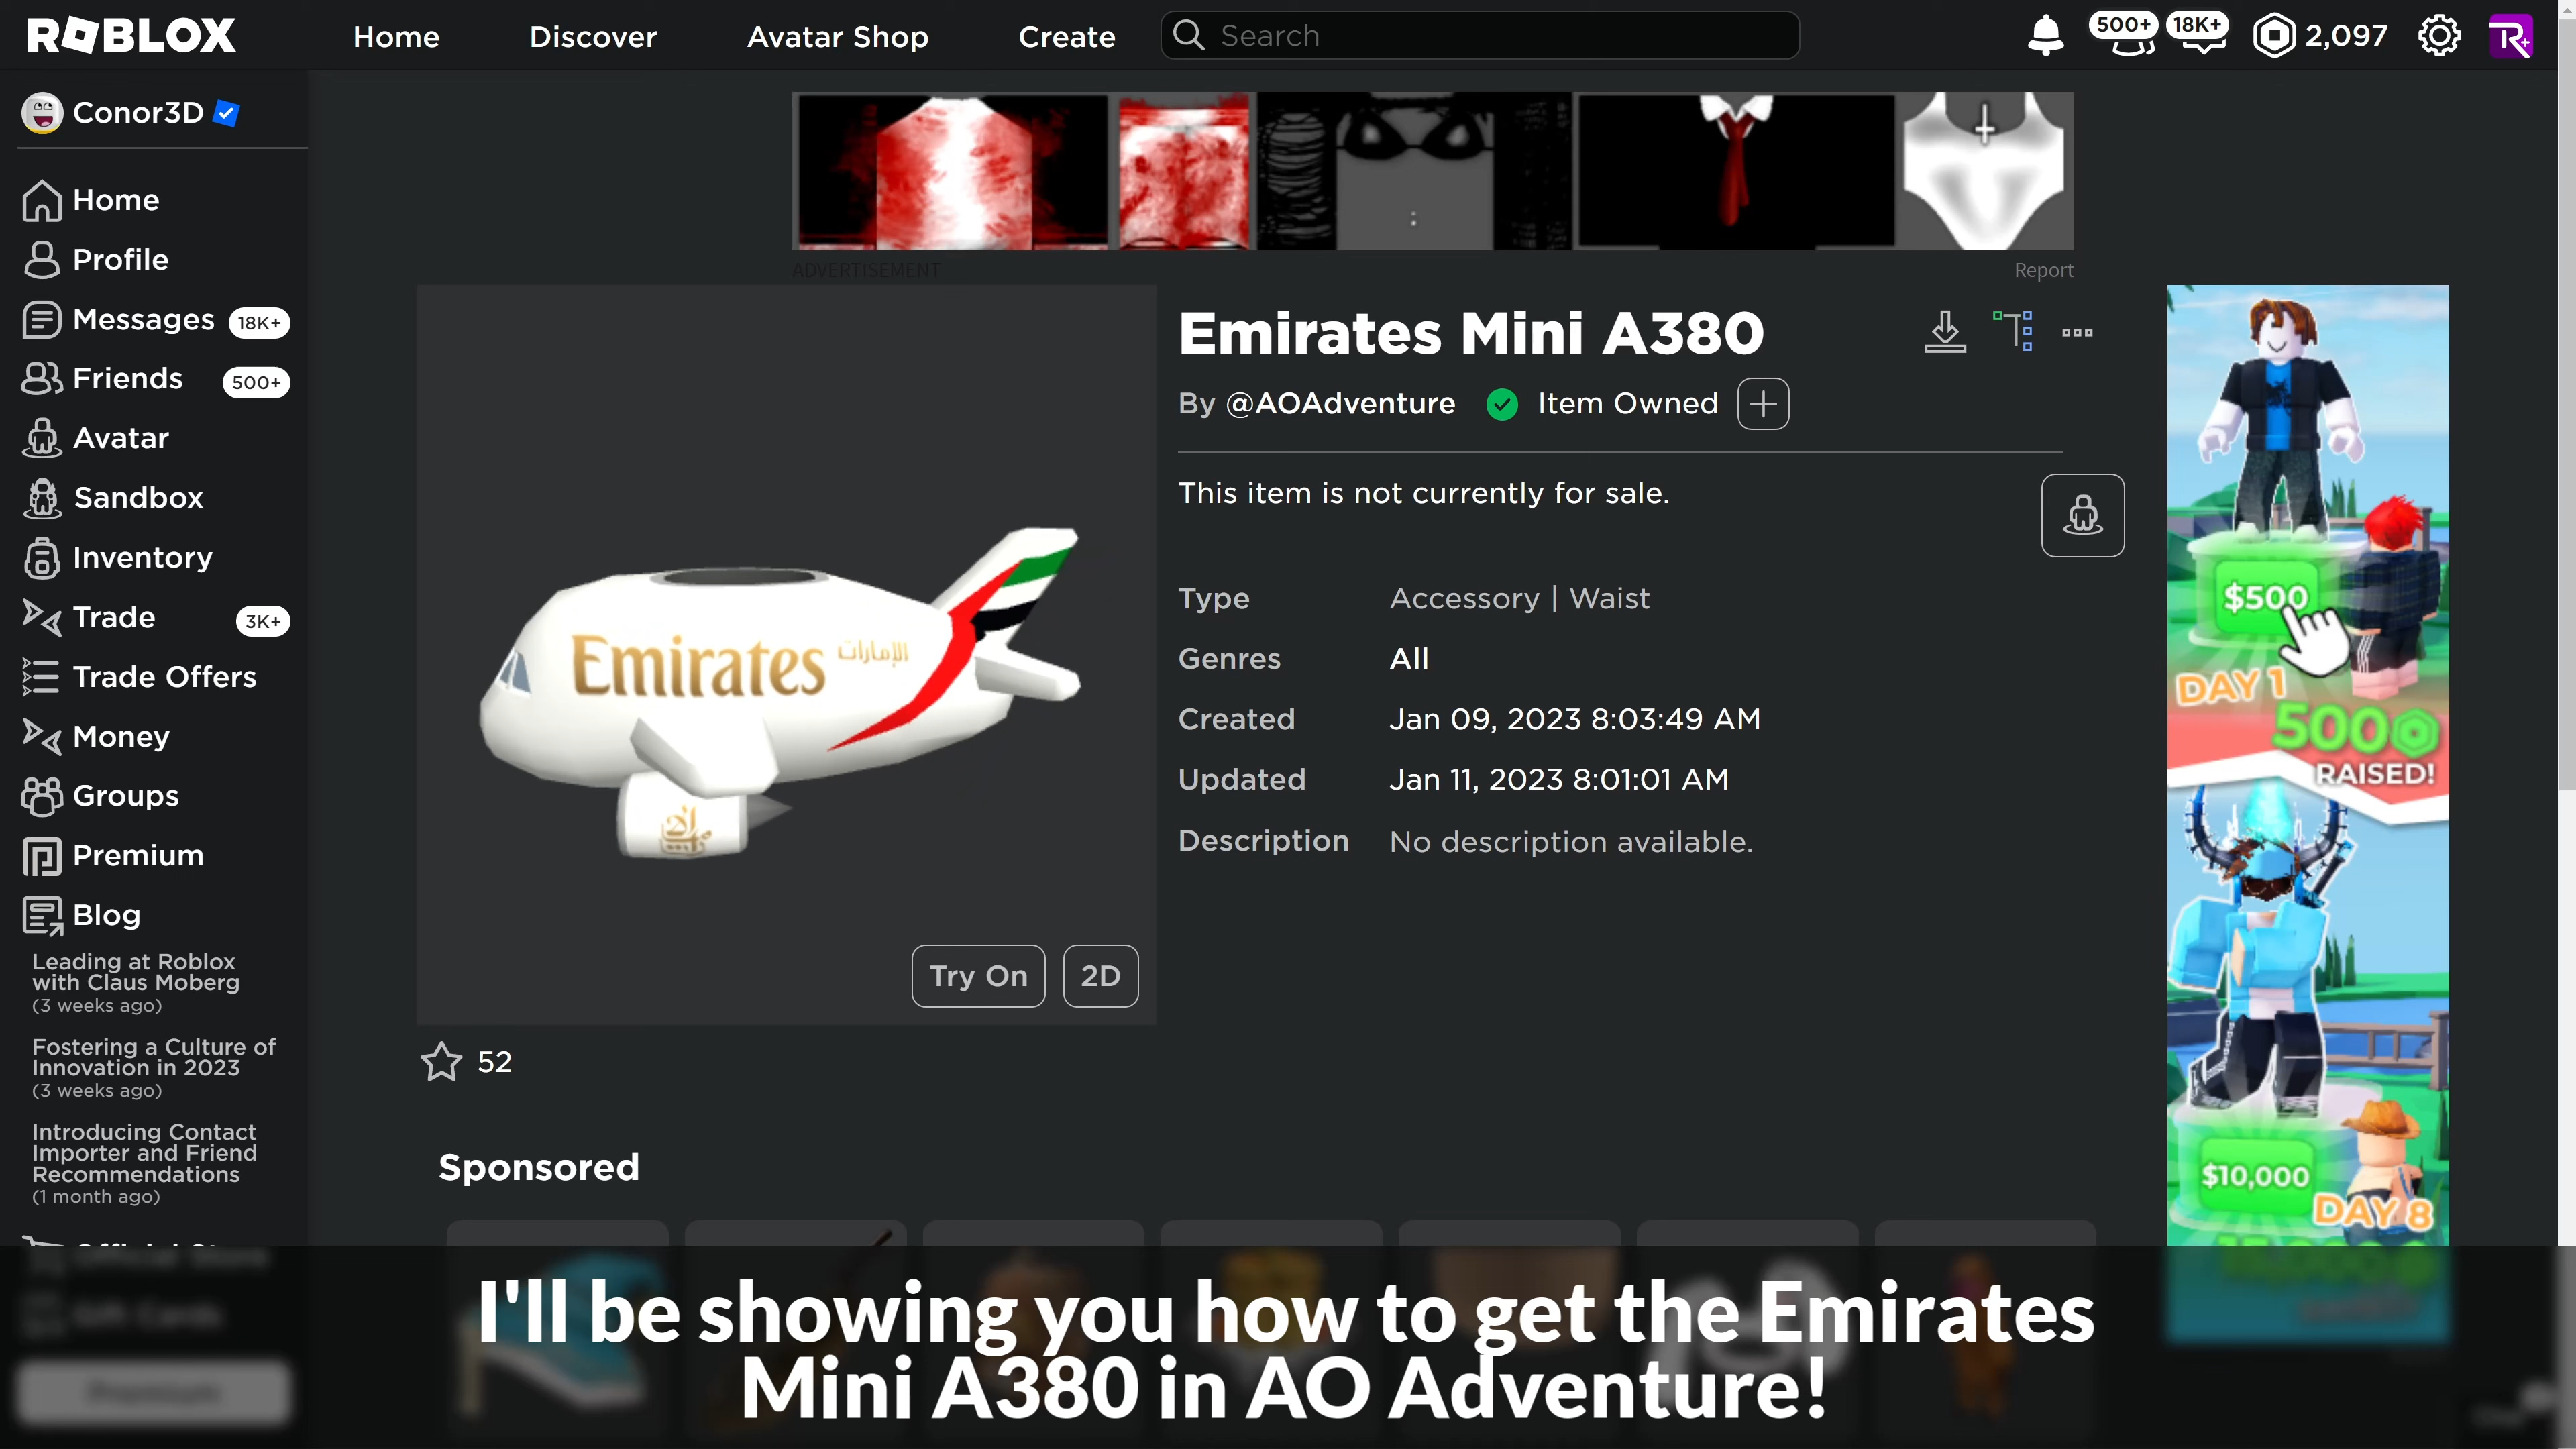 ROBLOX
Home
Discover
Avatar Shop
Create
Search
500+
18K+
2,097
Conor3D
Home
Profile
Messages 18K+
Friends 500+
Avatar
Sandbox
Inventory
Trade 3K+
Trade Offers
Money
Groups
Premium
Blog
Leading at Roblox
with Claus Moberg
(3 weeks ago)
Fostering a Culture of
Innovation in 2023
(3 weeks ago)
Introducing Contact
Importer and Friend
Recommendations
(1 month ago)
Official Store
Gift Cards
Premium
ADVERTISEMENT
Report
Emirates الإمارات
Try On
2D
52
Emirates Mini A380
By @AOAdventure
Item Owned
This item is not currently for sale.
Type Accessory | Waist
Genres All
Created Jan 09, 2023 8:03:49 AM
Updated Jan 11, 2023 8:01:01 AM
Description No description available.
Sponsored
$500
DAY 1
500
RAISED!
$10,000
DAY 8
I'll be showing you how to get the Emirates
Mini A380 in AO Adventure!